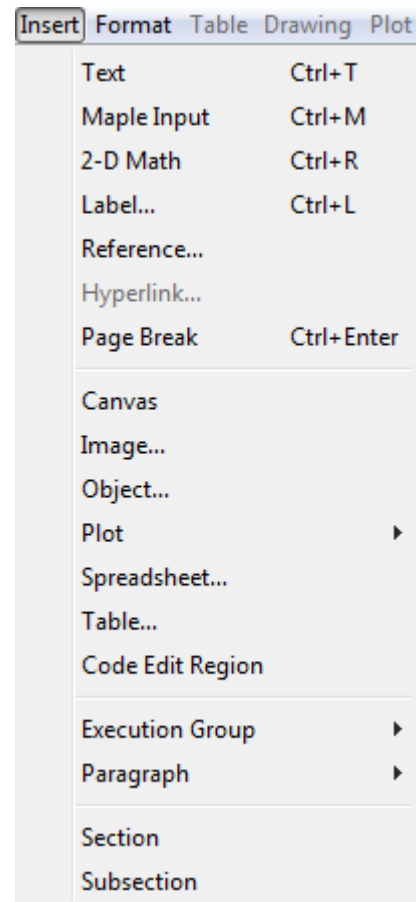 Insert Format Table Drawing Plot
Text Ctrl+T
Maple Input Ctrl+M
2-D Math Ctrl+R
Label... Ctrl+L
Reference...
Hyperlink...
Page Break Ctrl+Enter
Canvas
Image...
Object...
Plot
Spreadsheet...
Table...
Code Edit Region
Execution Group
Paragraph
Section
Subsection